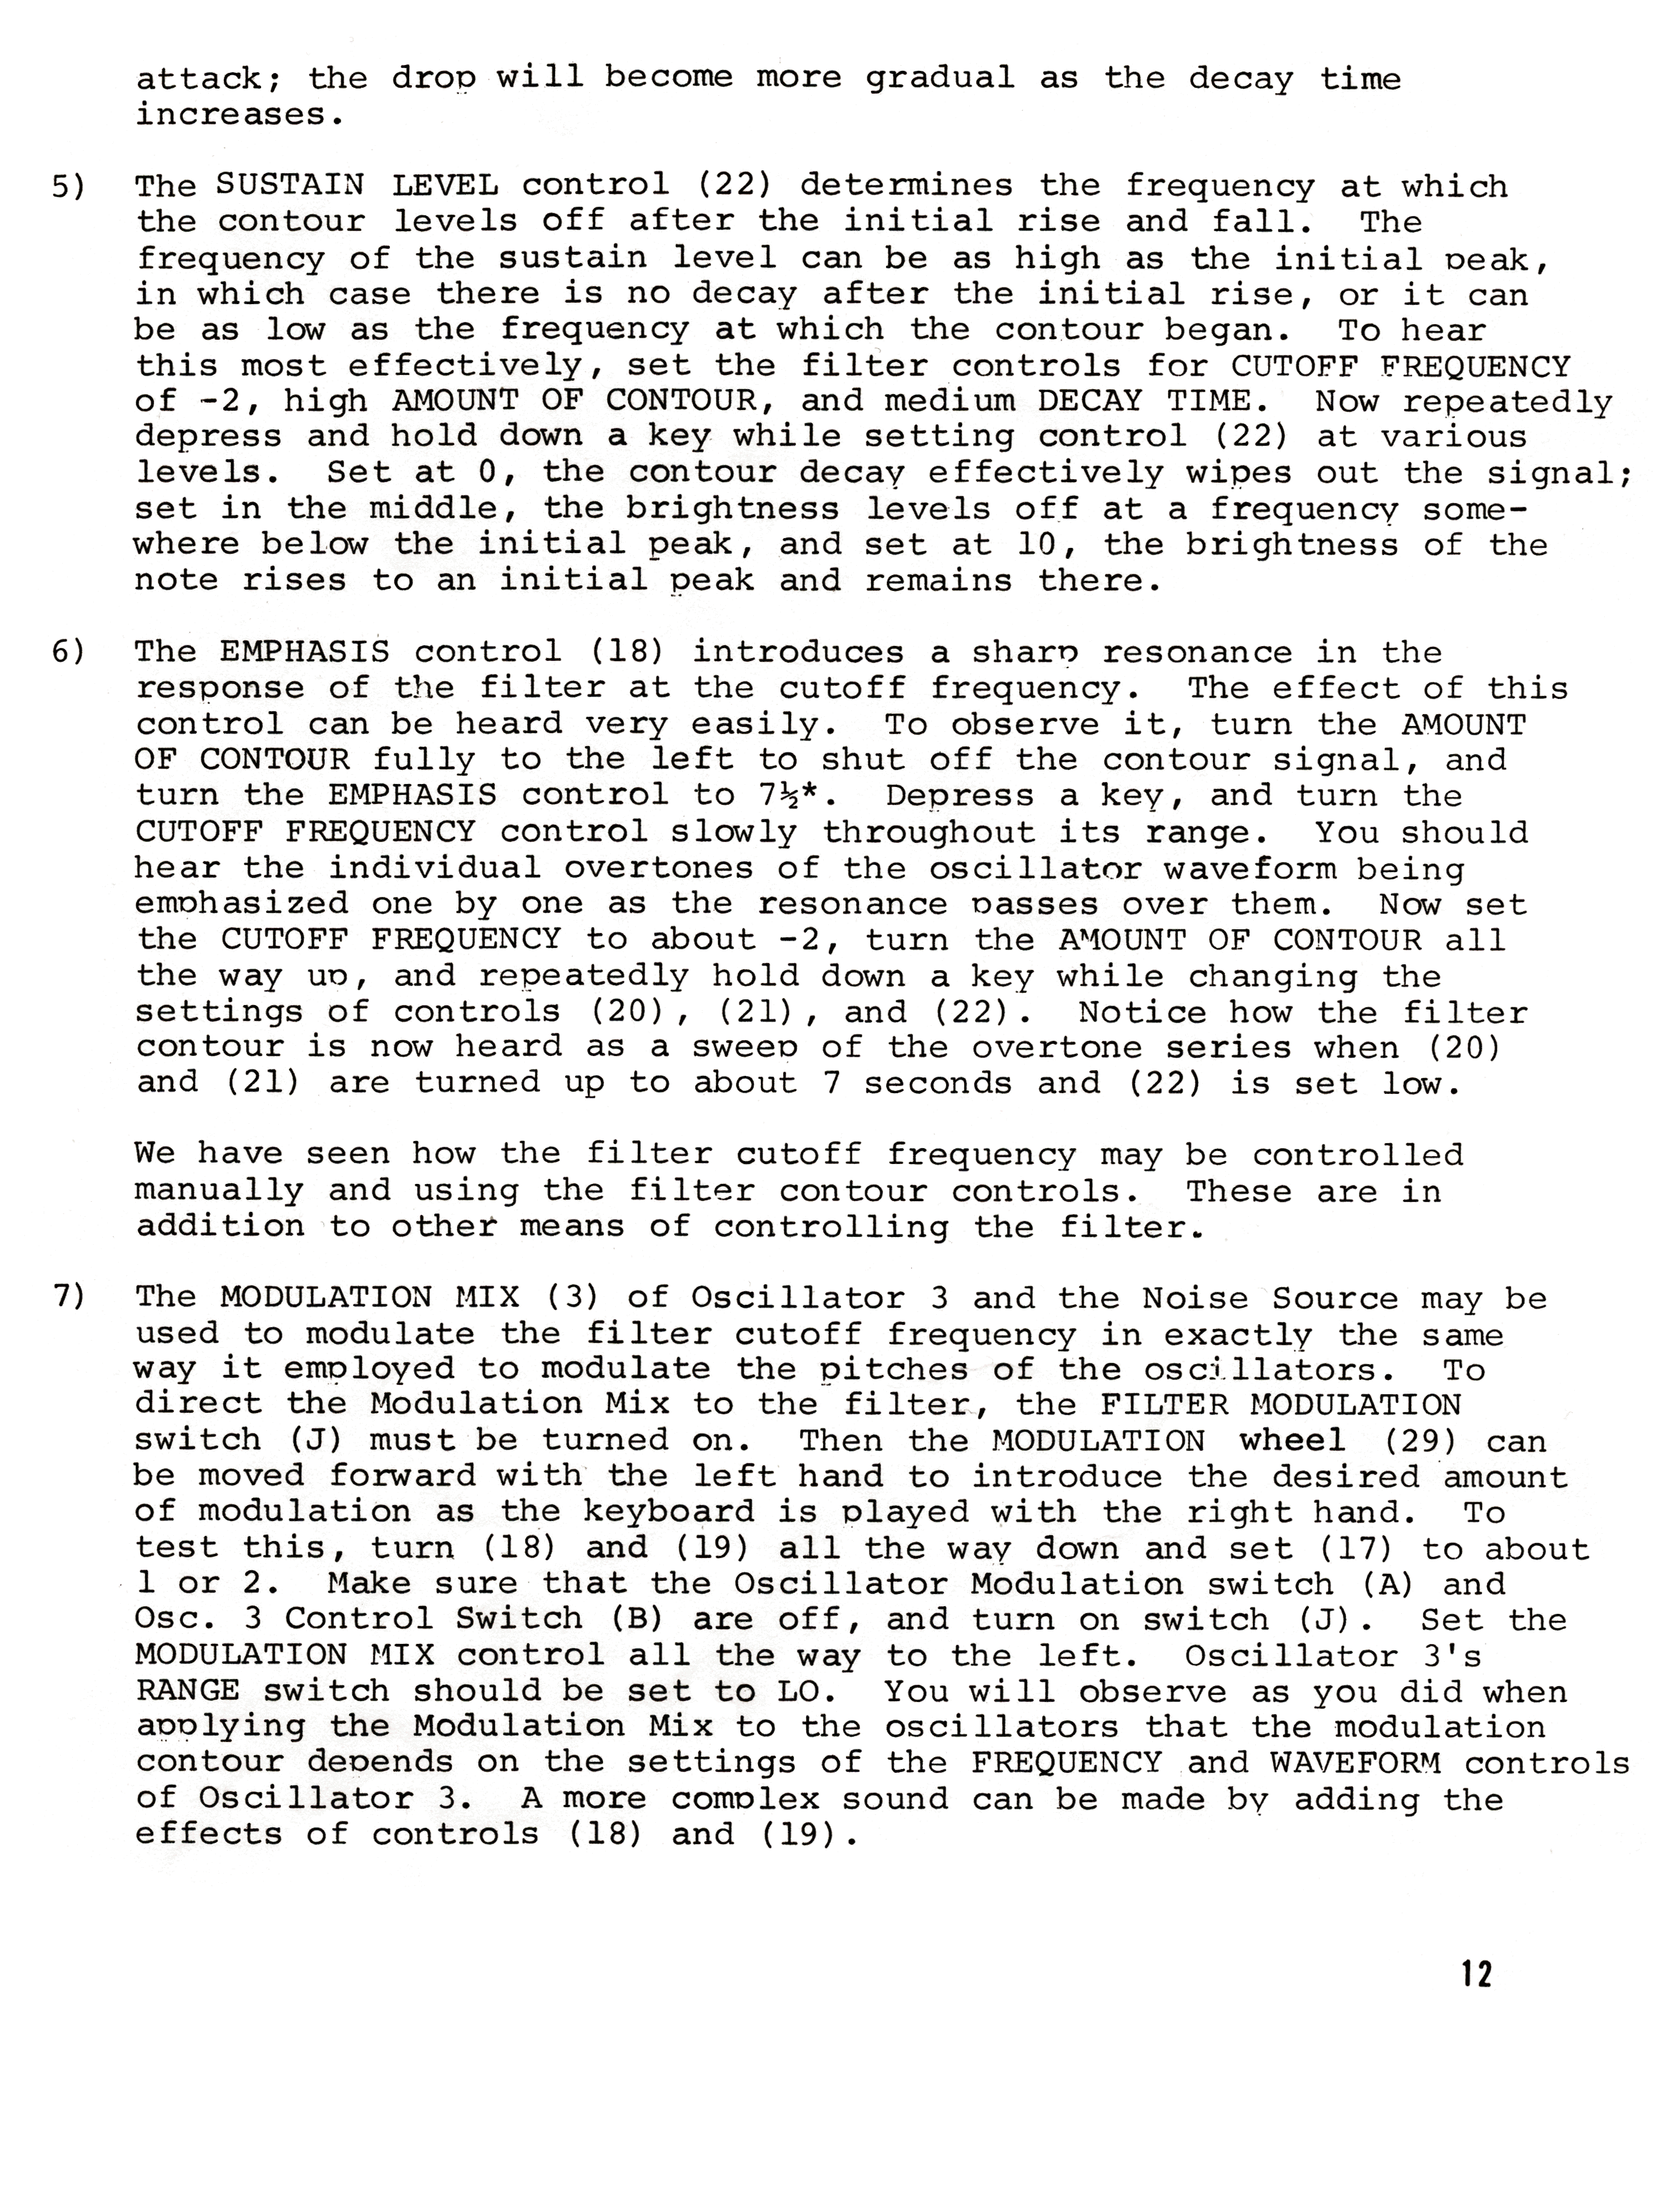 attack; the drop will become more gradual as the decay time
increases.
5) The SUSTAIN LEVEL control (22) determines the frequency at which
the contour levels off after the initial rise and fall. The
frequency of the sustain level can be as high as the initial peak,
in which case there is no decay after the initial rise, or it can
be as low as the frequency at which the contour began. To hear
this most effectively, set the filter controls for CUTOFF FREQUENCY
of -2, high AMOUNT OF CONTOUR, and medium DECAY TIME. Now repeatedly
depress and hold down a key while setting control (22) at various
levels. Set at 0, the contour decay effectively wipes out the signal;
set in the middle, the brightness levels off at a frequency some-
where below the initial peak, and set at 10, the brightness of the
note rises to an initial peak and remains there.
6) The EMPHASIS control (18) introduces a sharp resonance in the
response of the filter at the cutoff frequency. The effect of this
control can be heard very easily. To observe it, turn the AMOUNT
OF CONTOUR fully to the left to shut off the contour signal, and
turn the EMPHASIS control to 7½*. Depress a key, and turn the
CUTOFF FREQUENCY control slowly throughout its range. You should
hear the individual overtones of the oscillator waveform being
emphasized one by one as the resonance passes over them. Now set
the CUTOFF FREQUENCY to about -2, turn the AMOUNT OF CONTOUR all
the way up, and repeatedly hold down a key while changing the
settings of controls (20), (21), and (22). Notice how the filter
contour is now heard as a sweep of the overtone series when (20)
and (21) are turned up to about 7 seconds and (22) is set low.
We have seen how the filter cutoff frequency may be controlled
manually and using the filter contour controls. These are in
addition to other means of controlling the filter.
7) The MODULATION MIX (3) of Oscillator 3 and the Noise Source may be
used to modulate the filter cutoff frequency in exactly the same
way it employed to modulate the pitches of the oscillators. To
direct the Modulation Mix to the filter, the FILTER MODULATION
switch (J) must be turned on. Then the MODULATION wheel (29) can
be moved forward with the left hand to introduce the desired amount
of modulation as the keyboard is played with the right hand. To
test this, turn (18) and (19) all the way down and set (17) to about
1 or 2. Make sure that the Oscillator Modulation switch (A) and
Osc. 3 Control Switch (B) are off, and turn on switch (J). Set the
MODULATION MIX control all the way to the left. Oscillator 3's
RANGE switch should be set to LO. You will observe as you did when
applying the Modulation Mix to the oscillators that the modulation
contour depends on the settings of the FREQUENCY and WAVEFORM controls
of Oscillator 3. A more complex sound can be made by adding the
effects of controls (18) and (19).
12